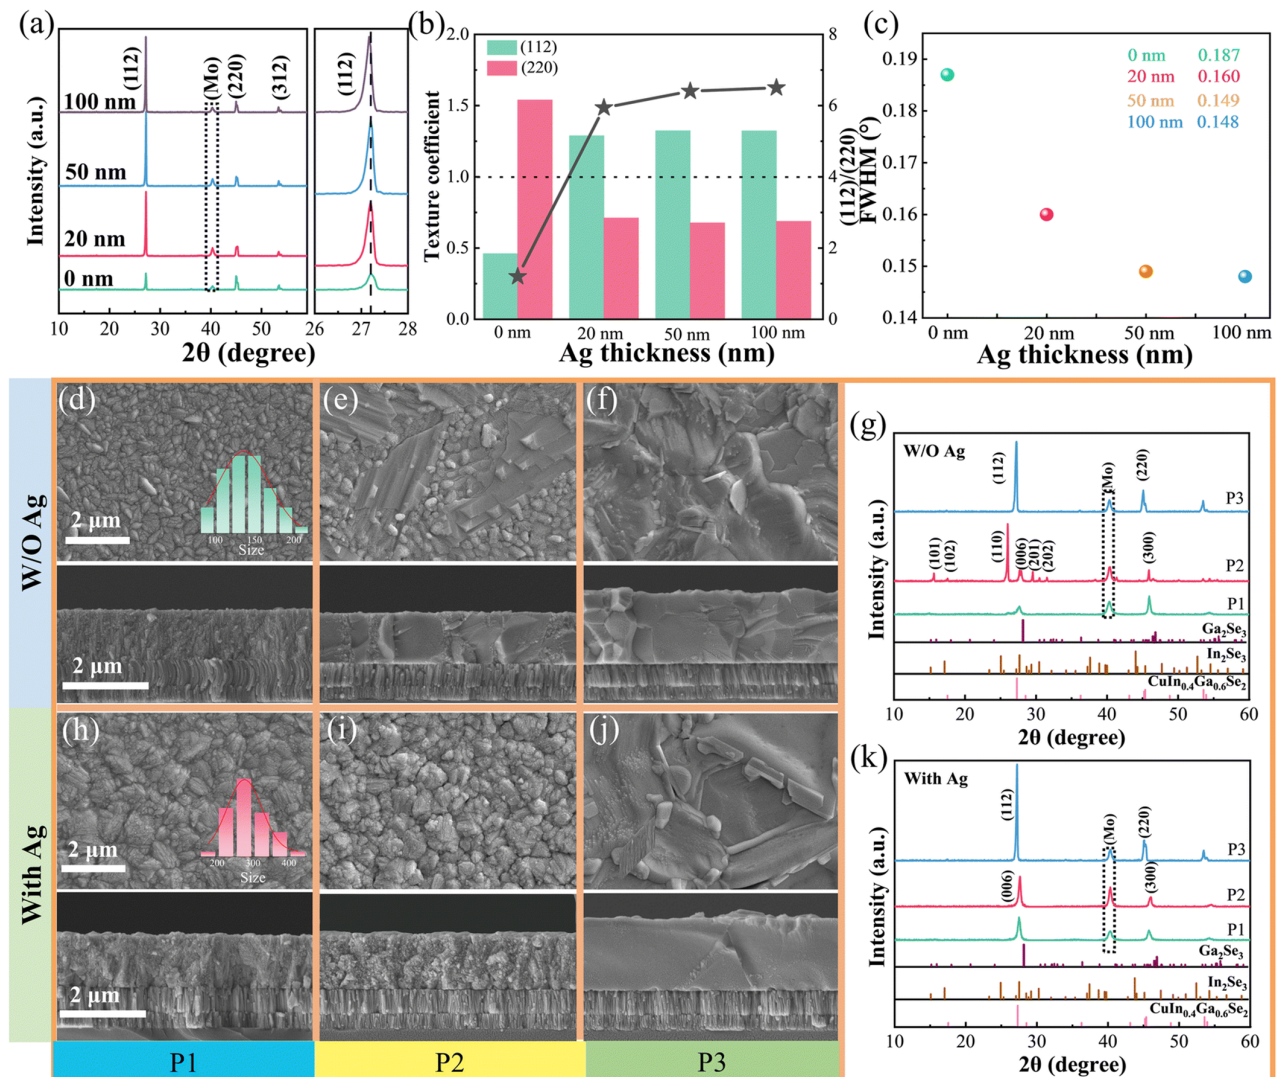 (a)
Intensity (a.u.)
(112)
(Mo)
(220)
(312)
(112)
100 nm
50 nm
20 nm
0 nm
10 20 30 40 50 26 27 28
2θ (degree)
(b)
Texture coefficient
2.0
1.5
1.0
0.5
0.0
(112)
(220)
8
6
4
2
0
(112)/(220)
0 nm 20 nm 50 nm 100 nm
Ag thickness (nm)
(c)
FWHM (°)
0.19
0.18
0.17
0.16
0.15
0.14
0 nm 0.187
20 nm 0.160
50 nm 0.149
100 nm 0.148
0 nm 20 nm 50 nm 100 nm
Ag thickness (nm)
W/O Ag
(d)
2 μm
100 150 200
Size
2 μm
(e)
(f)
With Ag
(h)
2 μm
200 300 400
Size
2 μm
(i)
(j)
P1
P2
P3
(g)
W/O Ag
Intensity (a.u.)
(112)
(Mo)
(220)
P3
(101)
(102)
(110)
(006)
(201)
(202)
(300)
P2
P1
Ga2Se3
In2Se3
CuIn0.4Ga0.6Se2
10 20 30 40 50 60
2θ (degree)
(k)
With Ag
Intensity (a.u.)
(112)
(Mo)
(220)
P3
(006)
(300)
P2
P1
Ga2Se3
In2Se3
CuIn0.4Ga0.6Se2
10 20 30 40 50 60
2θ (degree)